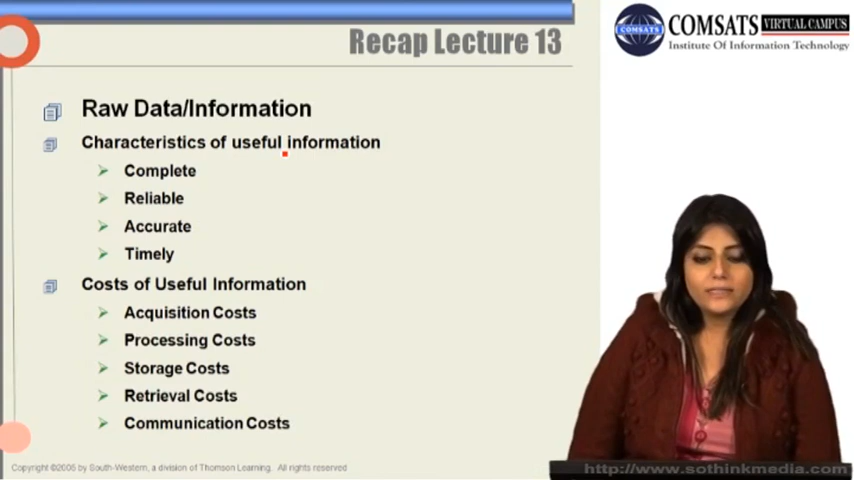 Recap Lecture 13
COMSATS VIRTUAL CAMPUS
COMSATS
Institute Of Information Technology
Raw Data/Information
Characteristics of useful information
Complete
Reliable
Accurate
Timely
Costs of Useful Information
Acquisition Costs
Processing Costs
Storage Costs
Retrieval Costs
Communication Costs
Copyright ©2005 by South-Western, a division of Thomson Learning. All rights reserved
http://www.sothinkmedia.com/